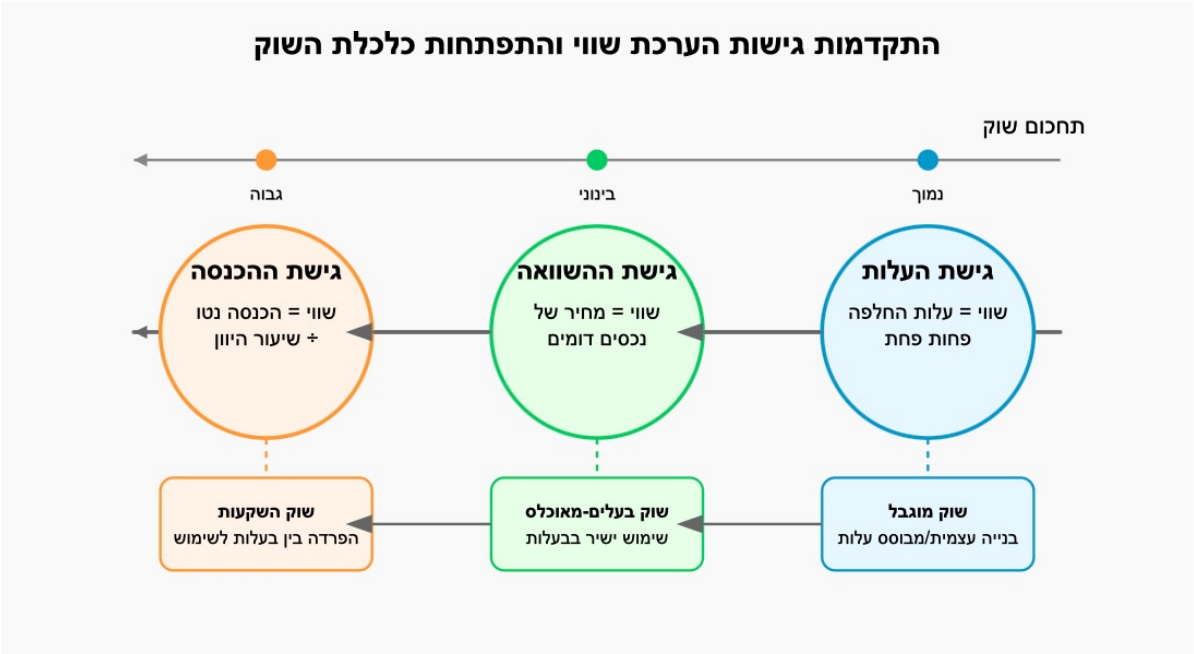 התקדמות גישות הערכת שווי והתפתחות כלכלת השוק
תחכום שוק
נמוך
בינוני
גבוה
גישת העלות
שווי = עלות החלפה
פחות פחת
גישת ההשוואה
שווי = מחיר של
נכסים דומים
גישת ההכנסה
שווי = הכנסה נטו
÷ שיעור היוון
שוק מוגבל
בנייה עצמית/מבוסס עלות
שוק בעלים-מאוכלס
שימוש ישיר בבעלות
שוק השקעות
הפרדה בין בעלות לשימוש